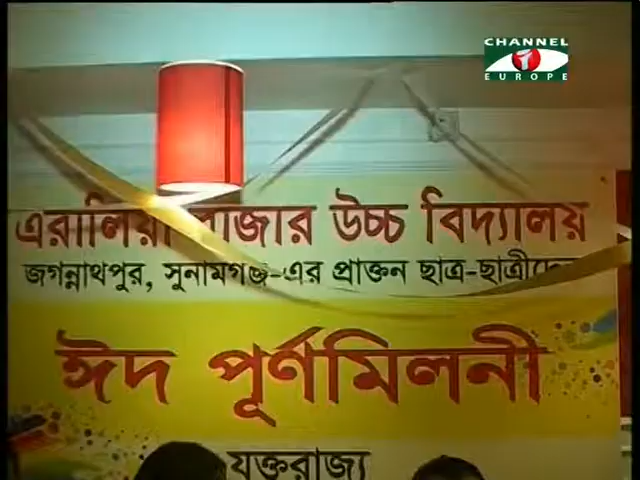 CHANNEL
i
EUROPE
এরালিয়া বাজার উচ্চ বিদ্যালয়
জগন্নাথপুর, সুনামগঞ্জ-এর প্রাক্তন ছাত্র-ছাত্রীদের
ঈদ পূর্ণমিলনী
যুক্তরাজ্য